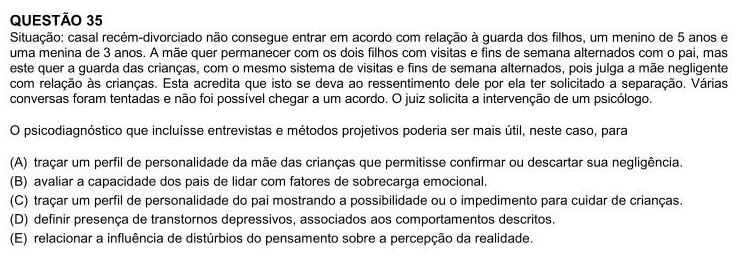 QUESTÃO 35
Situação: casal recém-divorciado não consegue entrar em acordo com relação à guarda dos filhos, um menino de 5 anos e
uma menina de 3 anos. A mãe quer permanecer com os dois filhos com visitas e fins de semana alternados com o pai, mas
este quer a guarda das crianças, com o mesmo sistema de visitas e fins de semana alternados, pois julga a mãe negligente
com relação às crianças. Esta acredita que isto se deva ao ressentimento dele por ela ter solicitado a separação. Várias
conversas foram tentadas e não foi possível chegar a um acordo. O juiz solicita a intervenção de um psicólogo.
O psicodiagnóstico que incluísse entrevistas e métodos projetivos poderia ser mais útil, neste caso, para
(A) traçar um perfil de personalidade da mãe das crianças que permitisse confirmar ou descartar sua negligência.
(B) avaliar a capacidade dos pais de lidar com fatores de sobrecarga emocional.
(C) traçar um perfil de personalidade do pai mostrando a possibilidade ou o impedimento para cuidar de crianças.
(D) definir presença de transtornos depressivos, associados aos comportamentos descritos.
(E) relacionar a influência de distúrbios do pensamento sobre a percepção da realidade.